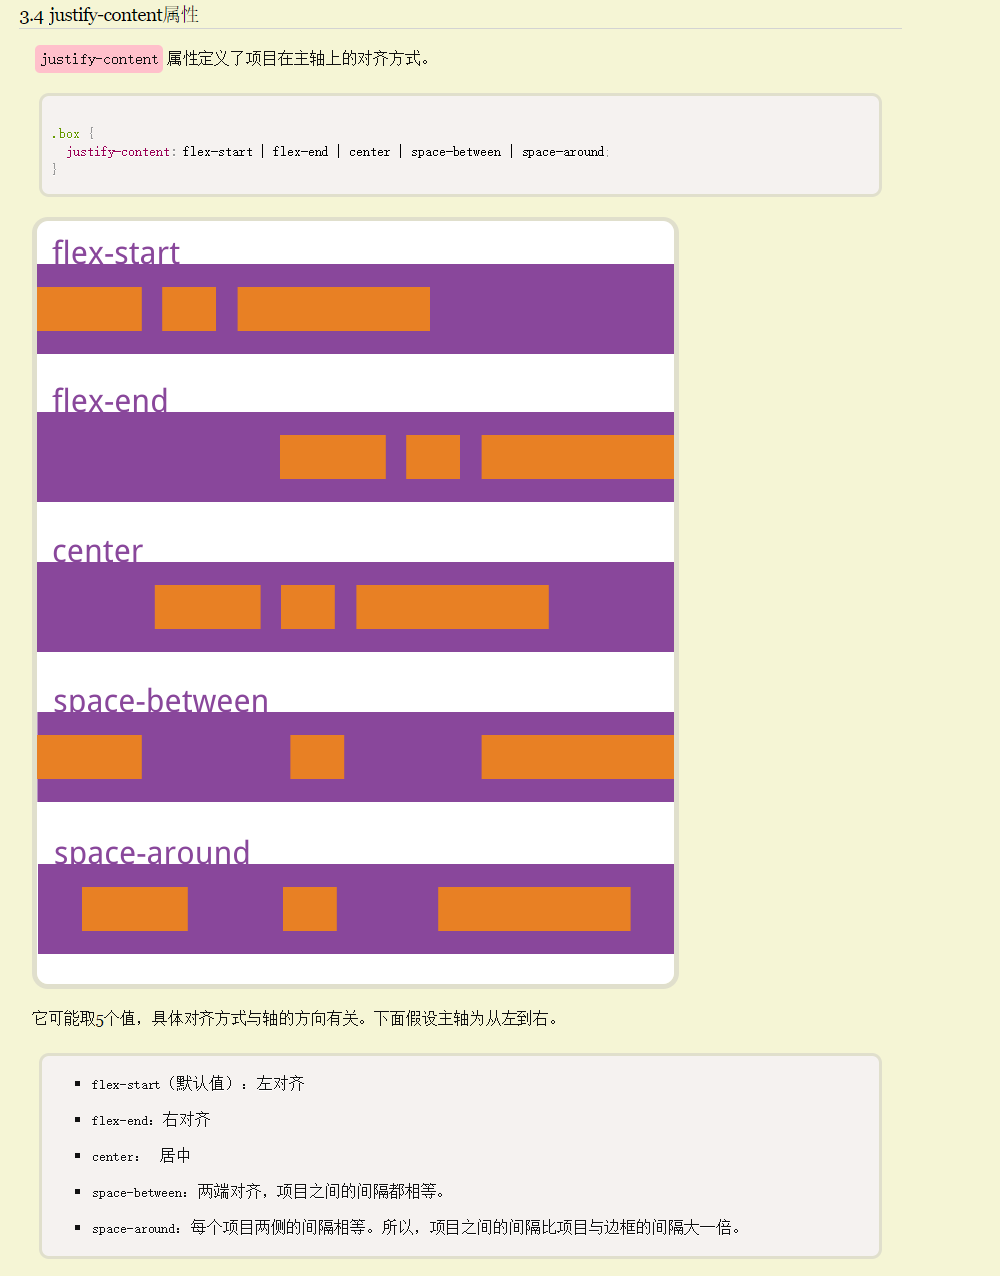 3.4 justify-content属性
justify-content 属性定义了项目在主轴上的对齐方式。
.box {
justify-content: flex-start | flex-end | center | space-between | space-around;
}
flex-start
flex-end
center
space-between
space-around
它可能取5个值，具体对齐方式与轴的方向有关。下面假设主轴为从左到右。
flex-start（默认值）：左对齐
flex-end：右对齐
center： 居中
space-between：两端对齐，项目之间的间隔都相等。
space-around：每个项目两侧的间隔相等。所以，项目之间的间隔比项目与边框的间隔大一倍。